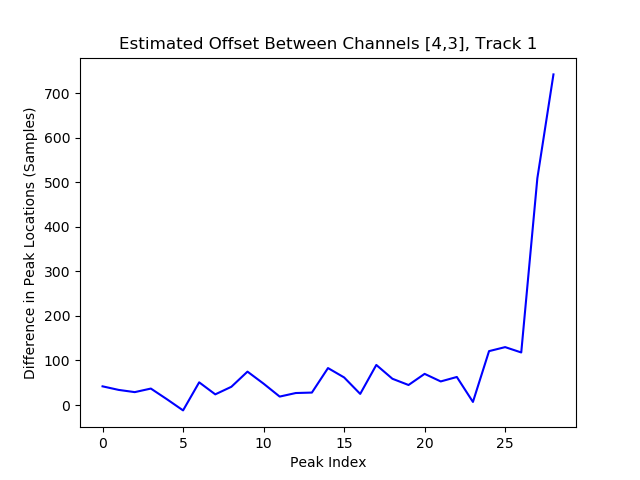 Estimated Offset Between Channels [4,3], Track 1
Difference in Peak Locations (Samples)
700
600
500
400
300
200
100
0
0 5 10 15 20 25
Peak Index